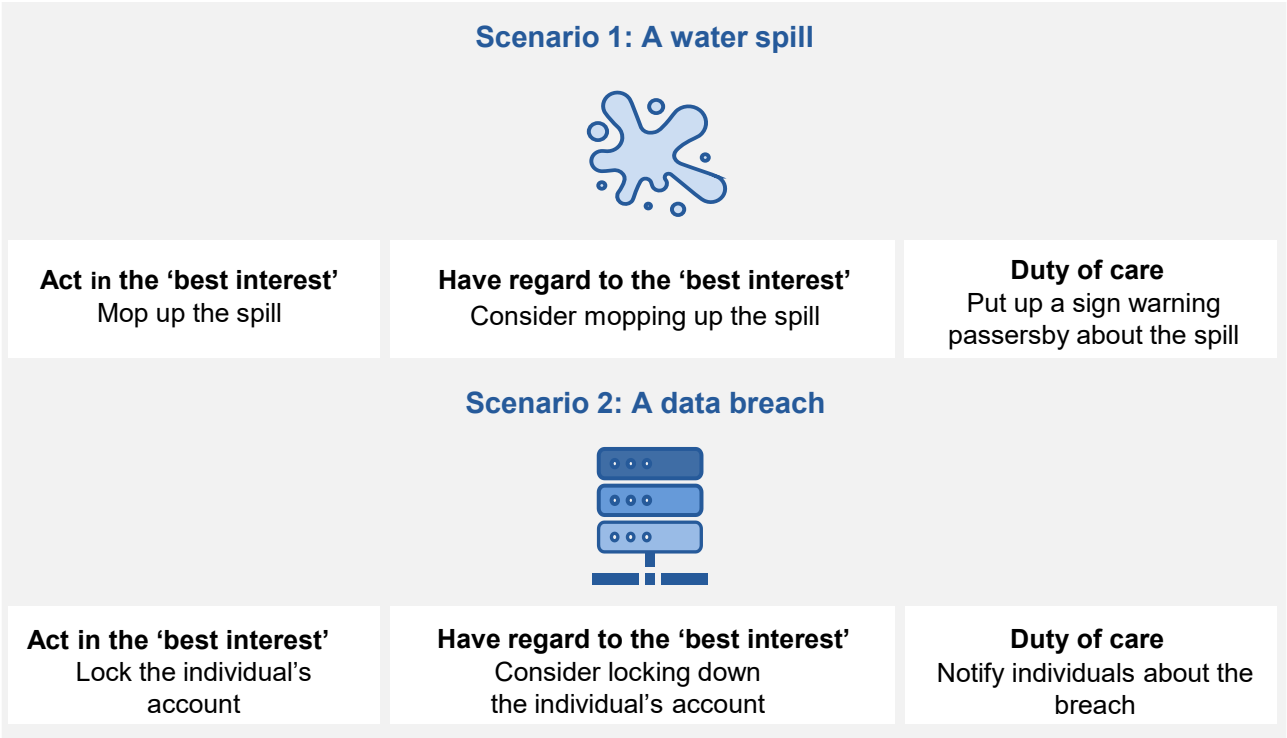 Scenario 1: A water spill
Act in the ‘best interest’
Mop up the spill
Have regard to the ‘best interest’
Consider mopping up the spill
Duty of care
Put up a sign warning
passersby about the spill
Scenario 2: A data breach
Act in the ‘best interest’
Lock the individual’s
account
Have regard to the ‘best interest’
Consider locking down
the individual’s account
Duty of care
Notify individuals about the
breach